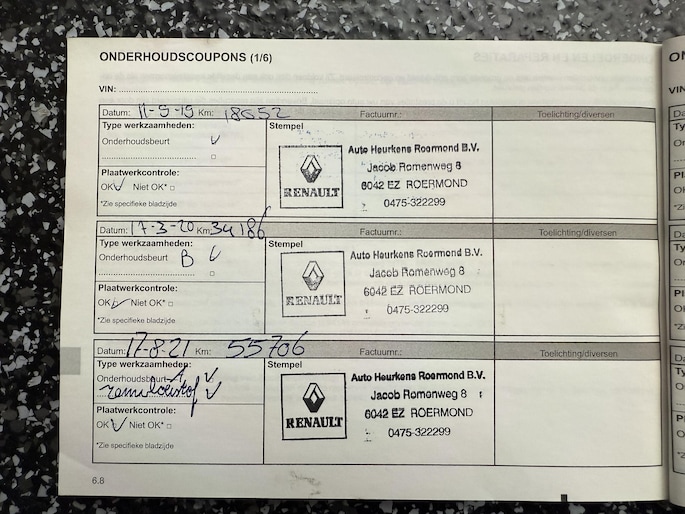 ONDERHOUDSCOUPONS (1/6)
VIN:
Datum: 11-9-19 Km: 18652 Factuurnr.: Toelichting/diversen
Type werkzaamheden: Stempel
Onderhoudsbeurt
Plaatwerkcontrole:
OK Niet OK*
*Zie specifieke bladzijde
RENAULT
Auto Heurkens Roermond B.V.
Jacob Romenweg 8
6042 EZ ROERMOND
0475-322299
Datum: 17-3-20 Km: 34186 Factuurnr.: Toelichting/diversen
Type werkzaamheden: Stempel
Onderhoudsbeurt B
Plaatwerkcontrole:
OK Niet OK*
*Zie specifieke bladzijde
RENAULT
Auto Heurkens Roermond B.V.
Jacob Romenweg 8
6042 EZ ROERMOND
0475-322299
Datum: 17-8-21 Km: 55706 Factuurnr.: Toelichting/diversen
Type werkzaamheden: Stempel
Onderhoudsbeurt
remvloeistof
Plaatwerkcontrole:
OK Niet OK*
*Zie specifieke bladzijde
RENAULT
Auto Heurkens Roermond B.V.
Jacob Romenweg 8
6042 EZ ROERMOND
0475-322299
6.8